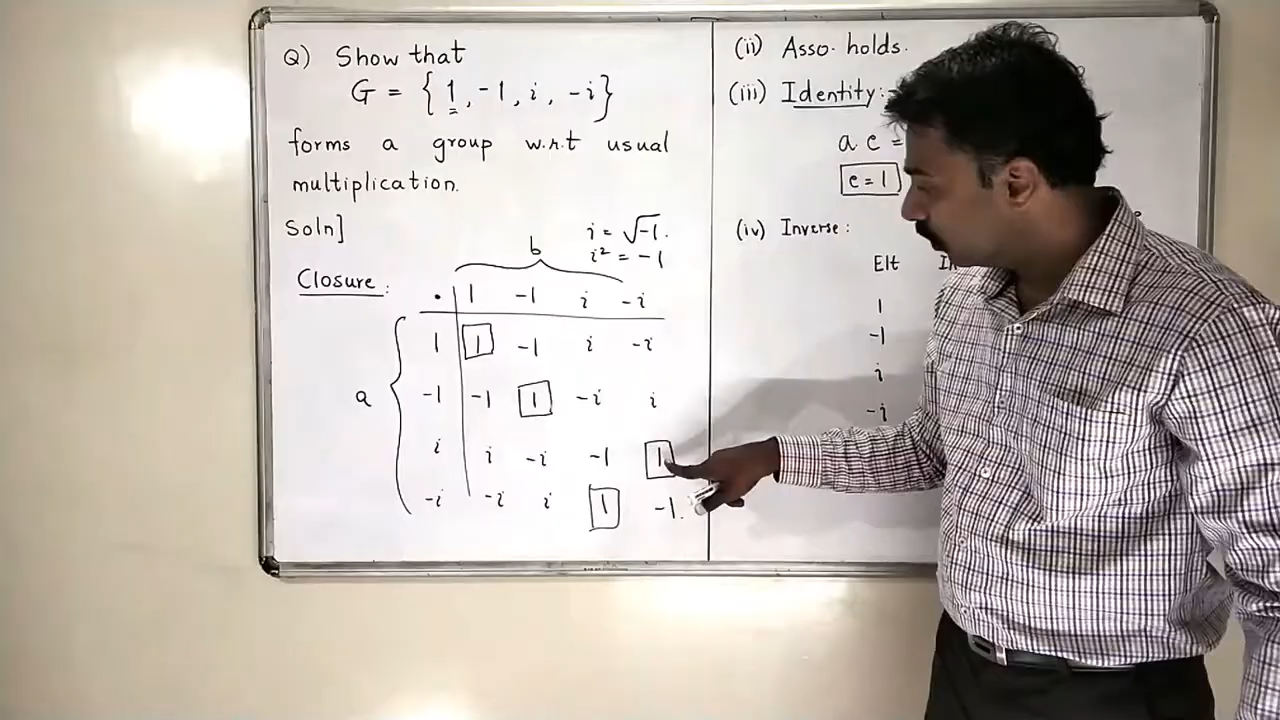 Q) Show that
G = { 1, -1, i, -i }
forms a group w.r.t usual
multiplication.
Soln]
i = √-1.
i² = -1
b
Closure:
• 1 -1 i -i
1 1 -1 i -i
a
-1 -1 1 -i i
i i -i -1 1
-i -i i 1 -1.
(ii) Asso. holds.
(iii) Identity:-
a e =
e = 1
(iv) Inverse:
Elt
1
-1
i
-i